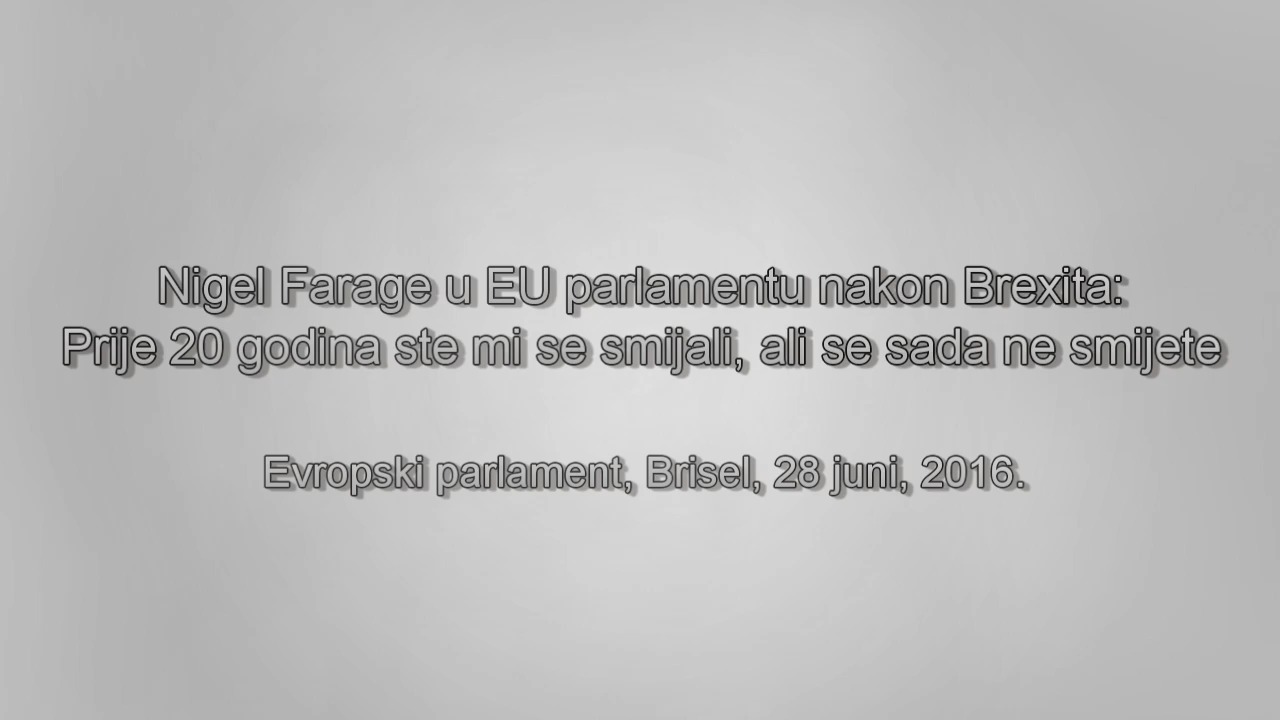 Nigel Farage u EU parlamentu nakon Brexita:
Prije 20 godina ste mi se smijali, ali se sada ne smijete
Evropski parlament, Brisel, 28 juni, 2016.